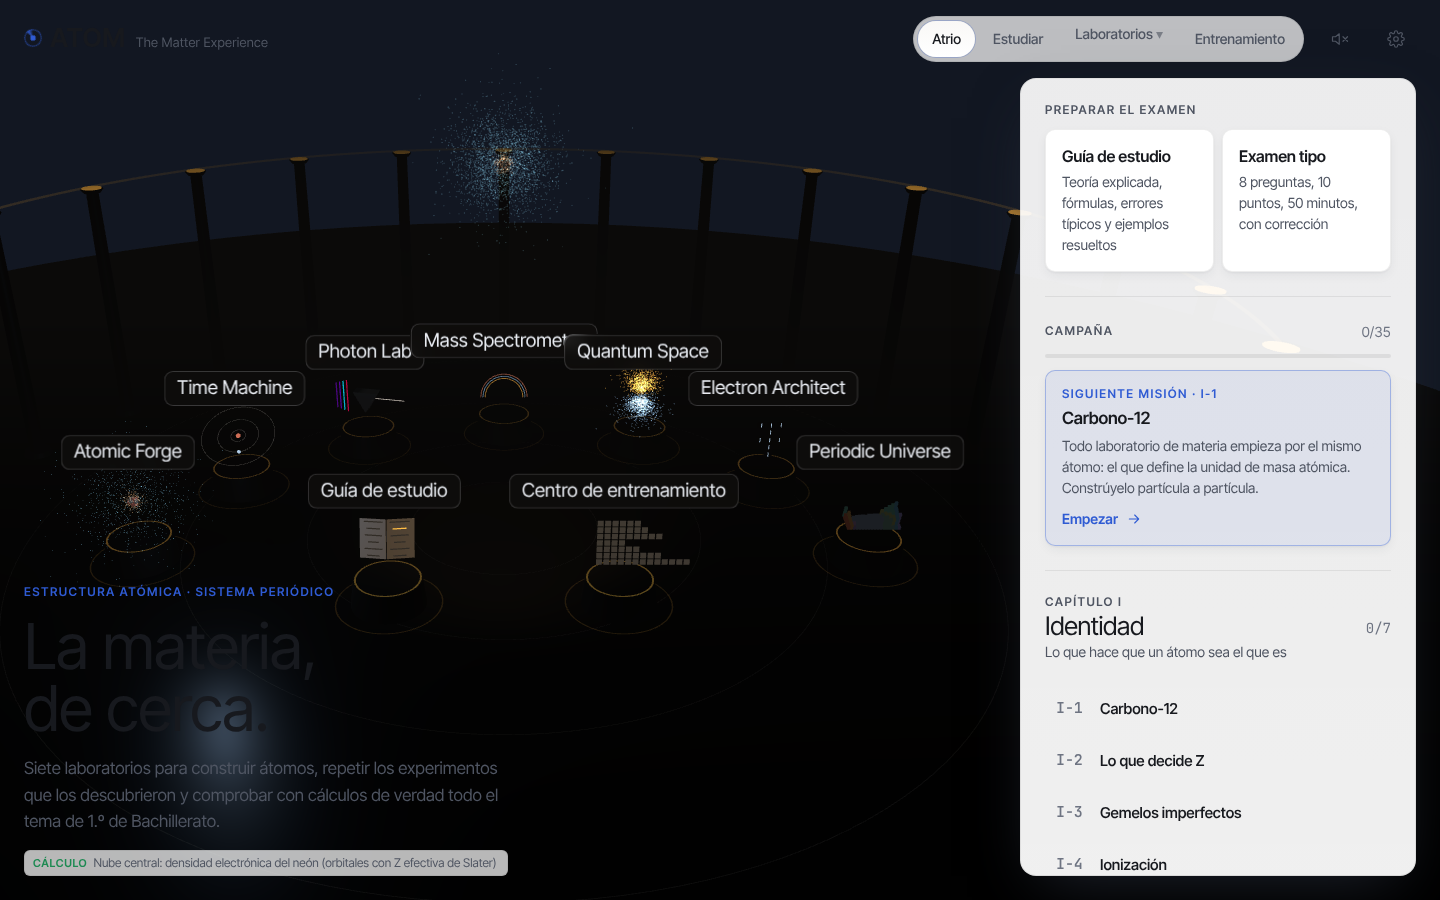 ATOM The Matter Experience
Atrio Estudiar Laboratorios ▾ Entrenamiento
PREPARAR EL EXAMEN
Guía de estudio
Teoría explicada,
fórmulas, errores
típicos y ejemplos
resueltos
Examen tipo
8 preguntas, 10
puntos, 50 minutos,
con corrección
CAMPAÑA 0/35
SIGUIENTE MISIÓN · I-1
Carbono-12
Todo laboratorio de materia empieza por el mismo
átomo: el que define la unidad de masa atómica.
Constrúyelo partícula a partícula.
Empezar →
CAPÍTULO I
Identidad 0/7
Lo que hace que un átomo sea el que es
I-1 Carbono-12
I-2 Lo que decide Z
I-3 Gemelos imperfectos
I-4 Ionización
Photon Lab
Mass Spectromet
Quantum Space
Time Machine
Electron Architect
Atomic Forge
Periodic Universe
Guía de estudio
Centro de entrenamiento
ESTRUCTURA ATÓMICA · SISTEMA PERIÓDICO
La materia,
de cerca.
Siete laboratorios para construir átomos, repetir los experimentos
que los descubrieron y comprobar con cálculos de verdad todo el
tema de 1.º de Bachillerato.
CÁLCULO Nube central: densidad electrónica del neón (orbitales con Z efectiva de Slater)